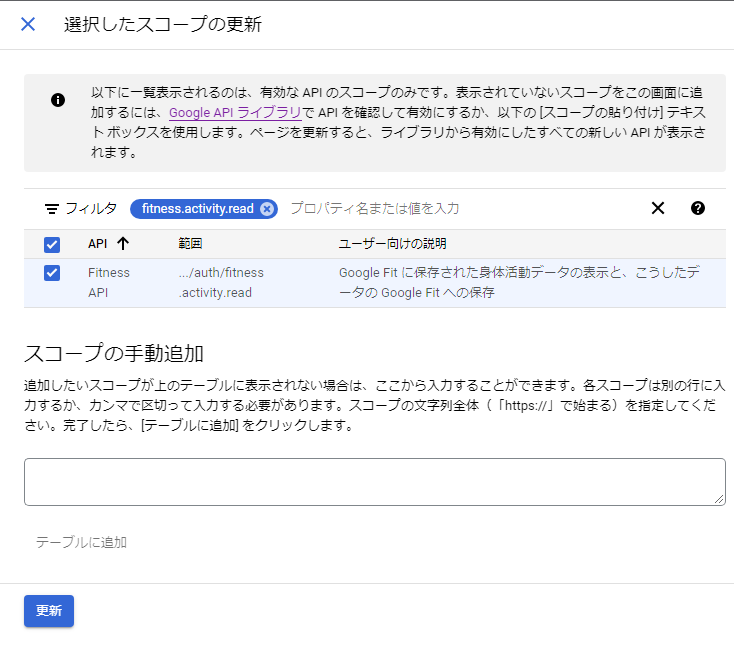 選択したスコープの更新
以下に一覧表示されるのは、有効な API のスコープのみです。表示されていないスコープをこの画面に追
加するには、Google API ライブラリで API を確認して有効にするか、以下の [スコープの貼り付け] テキス
ト ボックスを使用します。ページを更新すると、ライブラリから有効にしたすべての新しい API が表示さ
れます。
フィルタ fitness.activity.read プロパティ名または値を入力
API 範囲 ユーザー向けの説明
Fitness .../auth/fitness Google Fit に保存された身体活動データの表示と、こうしたデ
API .activity.read ータの Google Fit への保存
スコープの手動追加
追加したいスコープが上のテーブルに表示されない場合は、ここから入力することができます。各スコープは別の行に入
力するか、カンマで区切って入力する必要があります。スコープの文字列全体（「https://」で始まる）を指定してくだ
さい。完了したら、[テーブルに追加] をクリックします。
テーブルに追加
更新